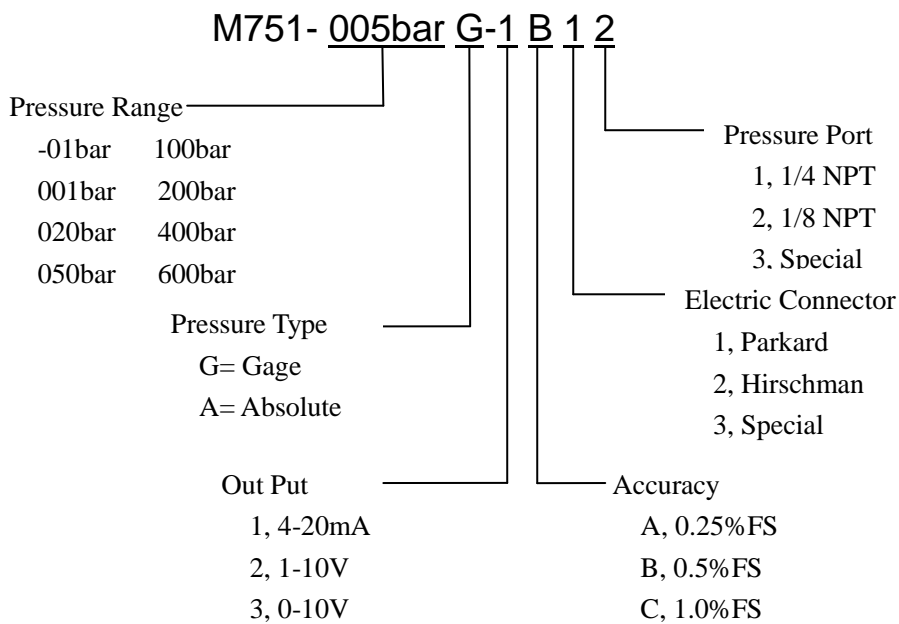 M751- 005bar G-1 B 1 2
Pressure Range
-01bar 100bar
001bar 200bar
020bar 400bar
050bar 600bar
Pressure Type
G= Gage
A= Absolute
Out Put
1, 4-20mA
2, 1-10V
3, 0-10V
Pressure Port
1, 1/4 NPT
2, 1/8 NPT
3, Special
Electric Connector
1, Parkard
2, Hirschman
3, Special
Accuracy
A, 0.25%FS
B, 0.5%FS
C, 1.0%FS